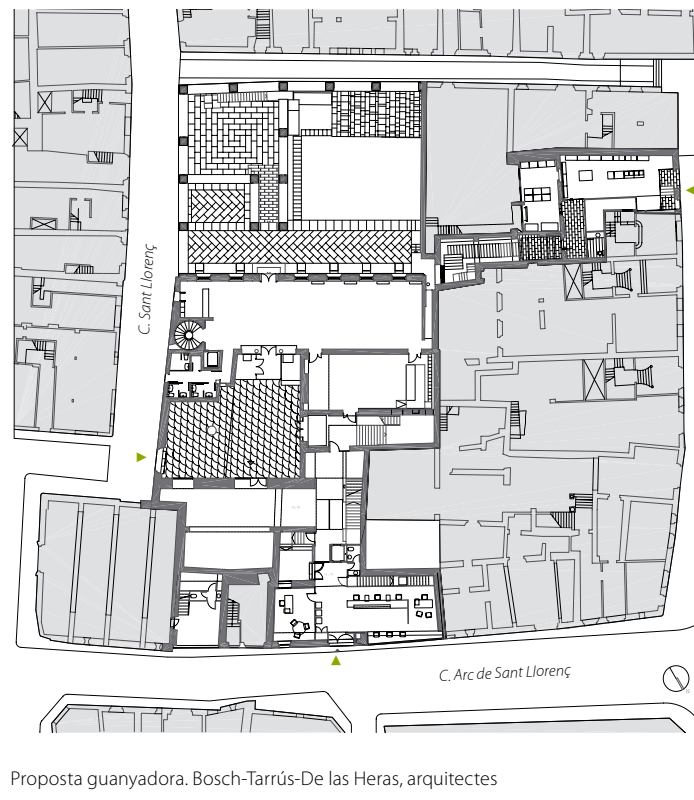 C. Sant Llorenç
C. Arc de Sant Llorenç
Proposta guanyadora. Bosch-Tarrús-De las Heras, arquitectes